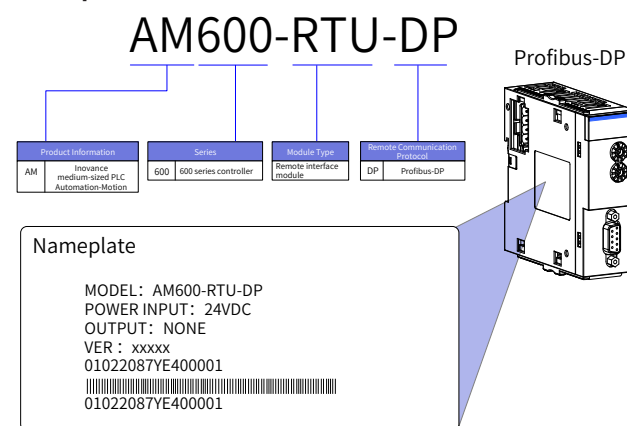 AM600-RTU-DP
Profibus-DP
Product Information
AM
Inovance
medium-sized PLC
Automation-Motion
Series
600
600 series controller
Module Type
Remote interface
module
Remote Communication
Protocol
DP
Profibus-DP
Nameplate
MODEL：AM600-RTU-DP
POWER INPUT：24VDC
OUTPUT：NONE
VER：xxxxx
01022087YE400001
01022087YE400001